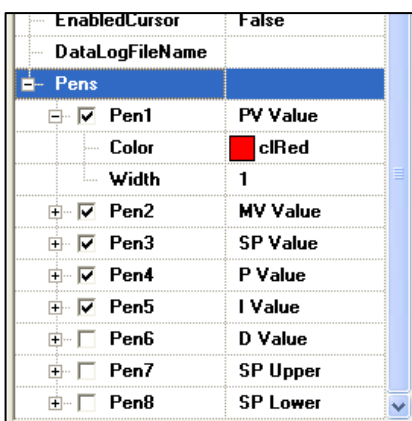 EnabledCursor False
DataLogFileName
Pens
Pen1 PV Value
Color clRed
Width 1
Pen2 MV Value
Pen3 SP Value
Pen4 P Value
Pen5 I Value
Pen6 D Value
Pen7 SP Upper
Pen8 SP Lower